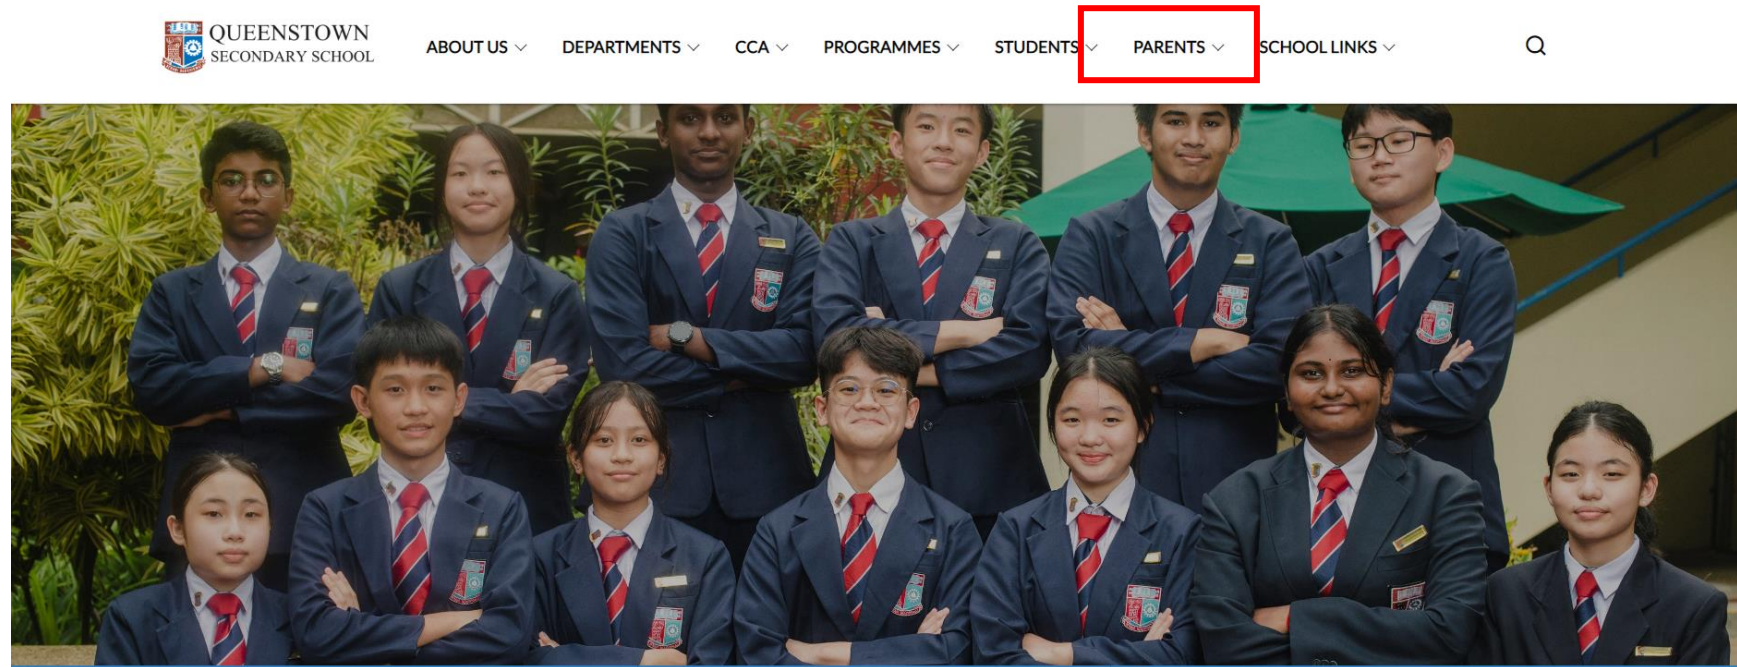 QUEENSTOWN
SECONDARY SCHOOL
ABOUT US DEPARTMENTS CCA PROGRAMMES STUDENTS PARENTS SCHOOL LINKS